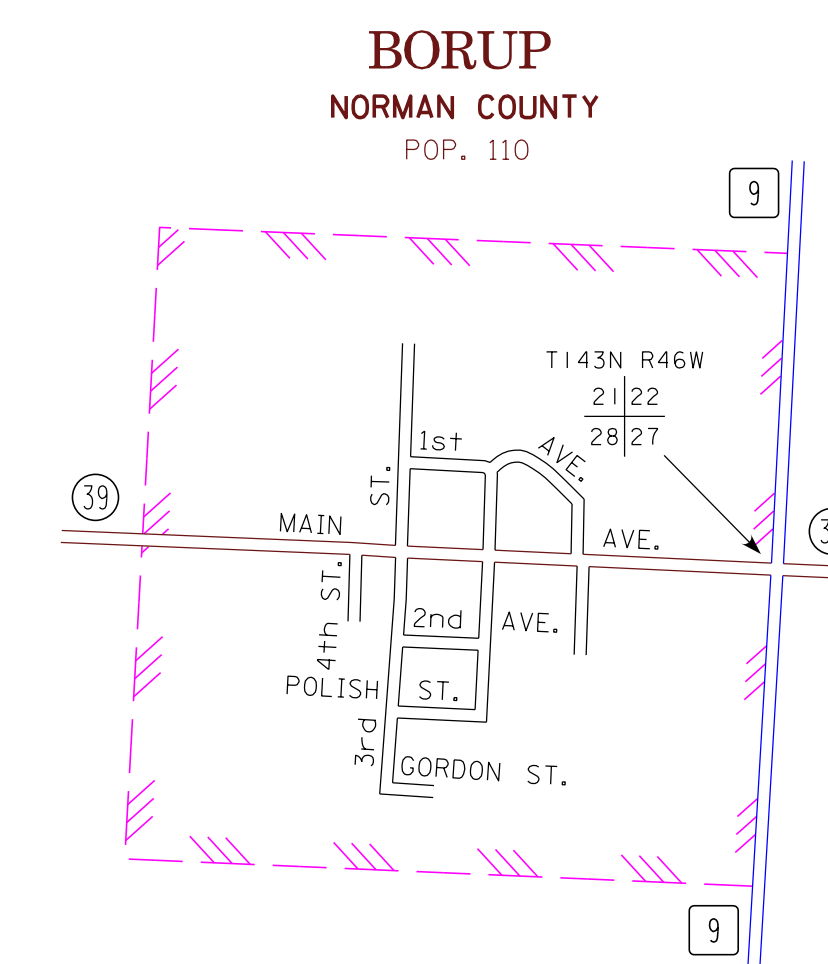 BORUP
NORMAN COUNTY
POP. 110
9
T143N R46W
21 22
28 27
1st AVE.
ST.
39
MAIN AVE.
4th ST.
2nd AVE.
POLISH ST.
3rd
GORDON ST.
9